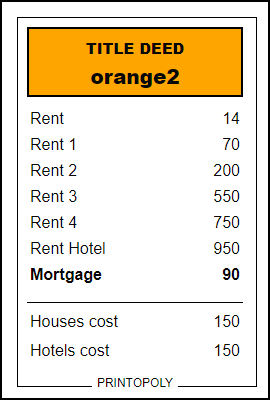 TITLE DEED
orange2
Rent 14
Rent 1 70
Rent 2 200
Rent 3 550
Rent 4 750
Rent Hotel 950
Mortgage 90
Houses cost 150
Hotels cost 150
PRINTOPOLY